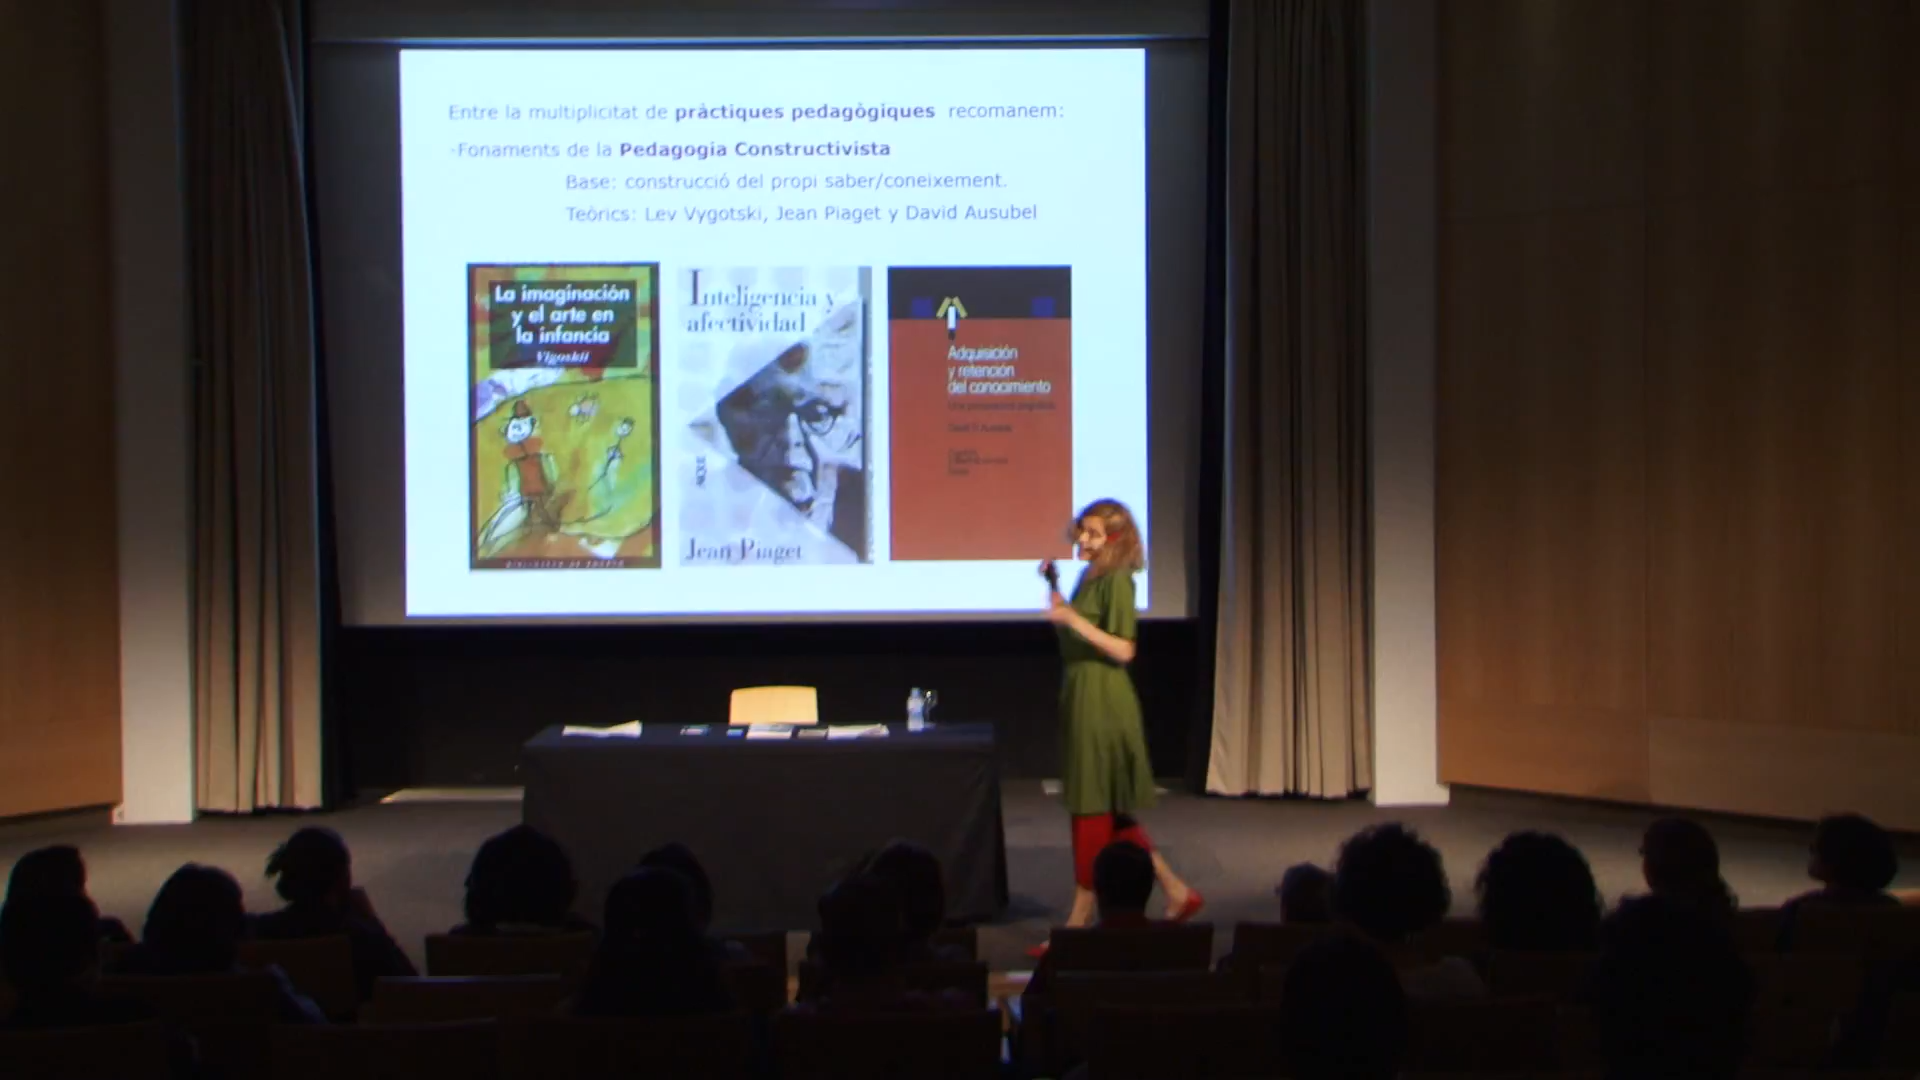 Entre la multiplicitat de pràctiques pedagògiques recomanem:
-Fonaments de la Pedagogia Constructivista
Base: construcció del propi saber/coneixement.
Teòrics: Lev Vygotski, Jean Piaget y David Ausubel
La imaginación
y el arte en
la infancia
Vigoskii
Inteligencia y
afectividad
AIQUE
Jean Piaget
Adquisición
y retención
del conocimiento